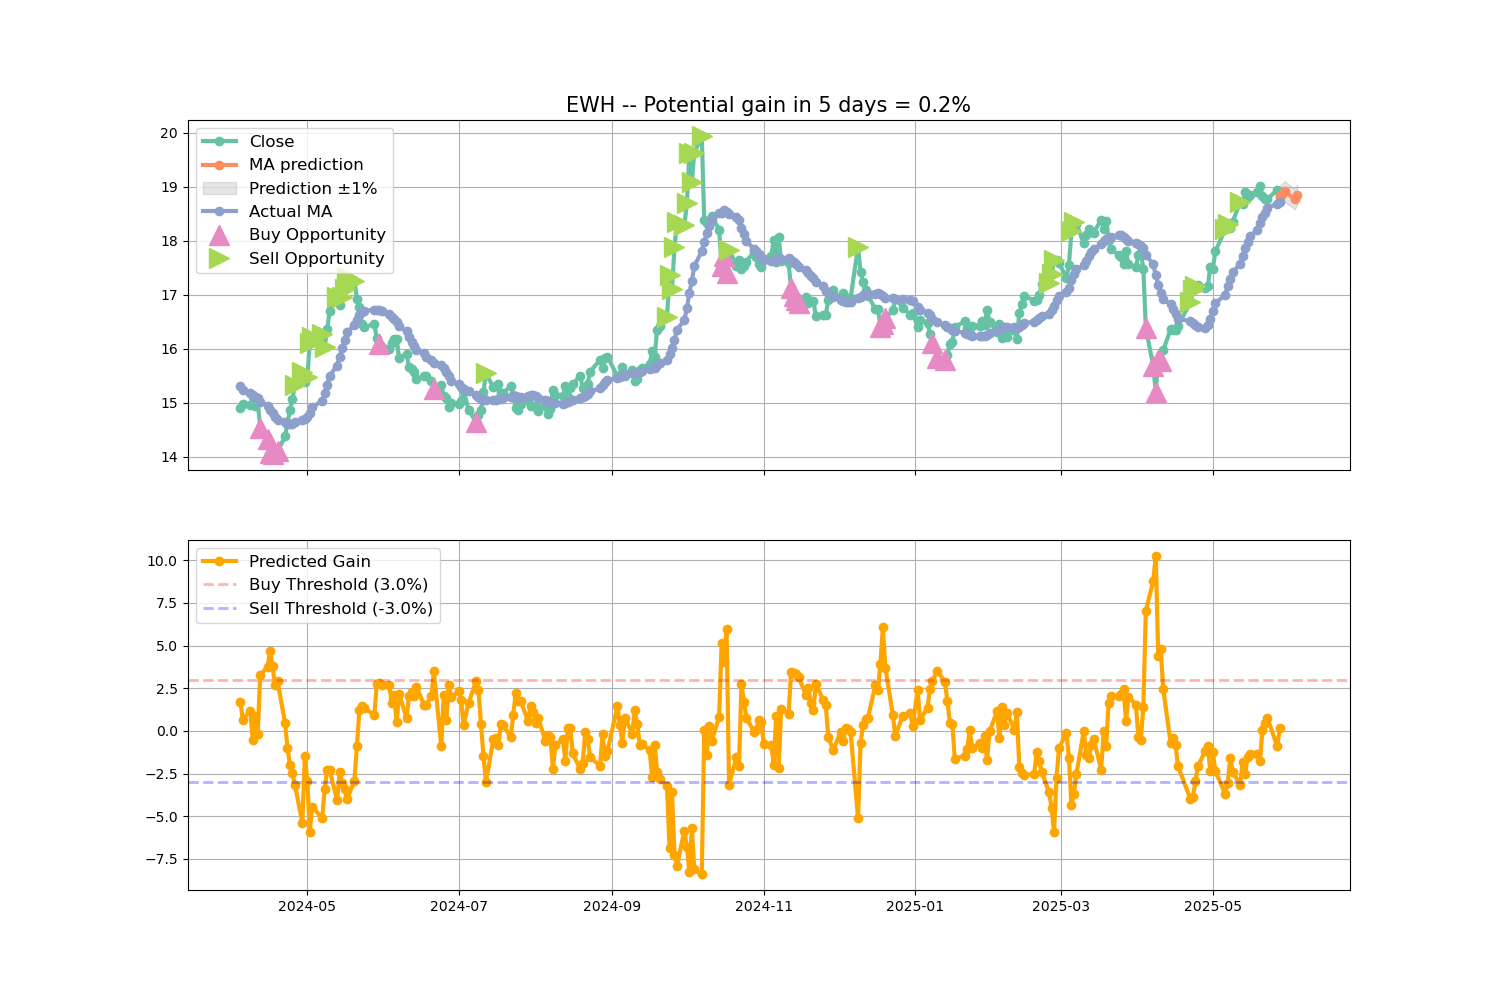 EWH -- Potential gain in 5 days = 0.2%
20
19
18
17
16
15
14
Close
MA prediction
Prediction ±1%
Actual MA
Buy Opportunity
Sell Opportunity
10.0
7.5
5.0
2.5
0.0
−2.5
−5.0
−7.5
Predicted Gain
Buy Threshold (3.0%)
Sell Threshold (-3.0%)
2024-05
2024-07
2024-09
2024-11
2025-01
2025-03
2025-05